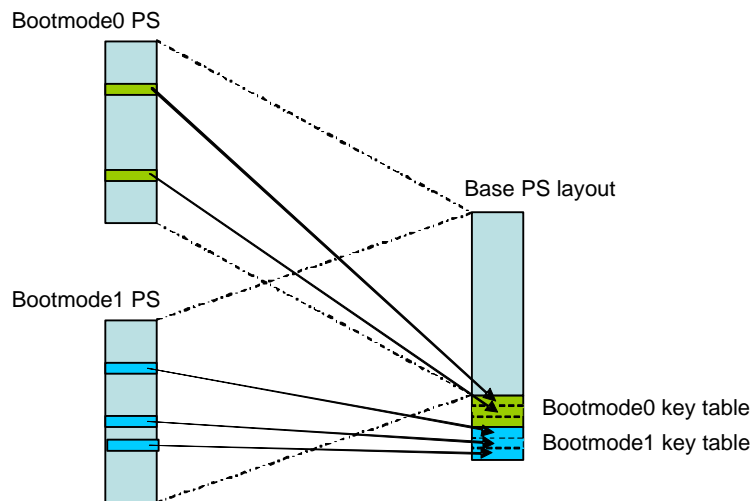 Bootmode0 PS
Base PS layout
Bootmode1 PS
Bootmode0 key table
Bootmode1 key table